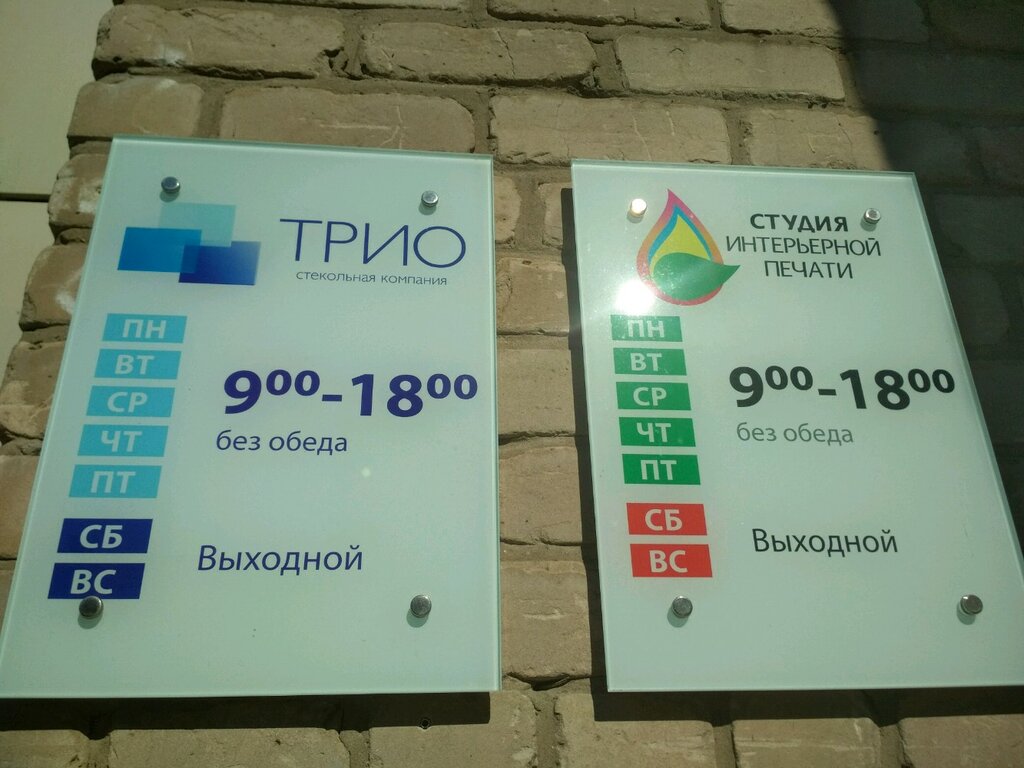 ТРИО
стекольная компания
ПН
ВТ
СР
ЧТ
ПТ
9⁰⁰-18⁰⁰
без обеда
СБ
ВС
Выходной
СТУДИЯ
ИНТЕРЬЕРНОЙ
ПЕЧАТИ
ПН
ВТ
СР
ЧТ
ПТ
9⁰⁰-18⁰⁰
без обеда
СБ
ВС
Выходной